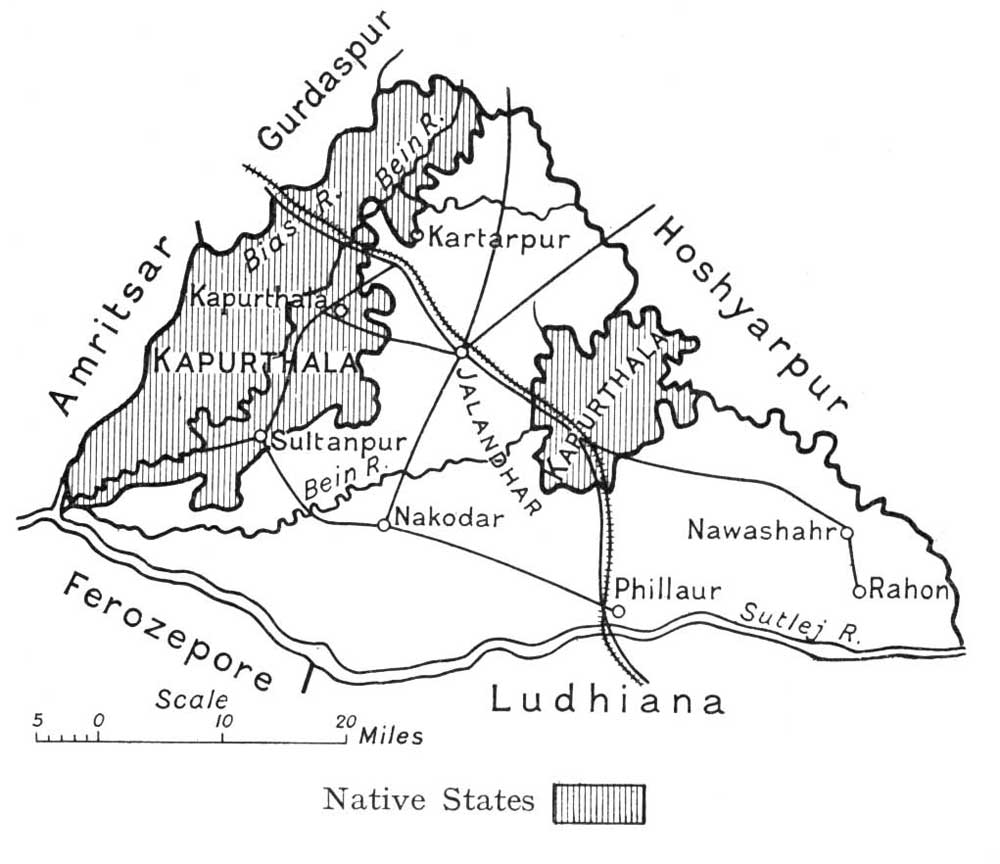 Gurdaspur
Bein R.
Bias R.
Kartarpur
Amritsar
Hoshyarpur
Kapurthala
KAPURTHALA
KAPURTHALA
JALANDHAR
Sultanpur
Bein R.
Nakodar
Nawashahr
Rahon
Phillaur
Sutlej R.
Ferozepore
Ludhiana
Scale
5 0 10 20
Miles
Native States